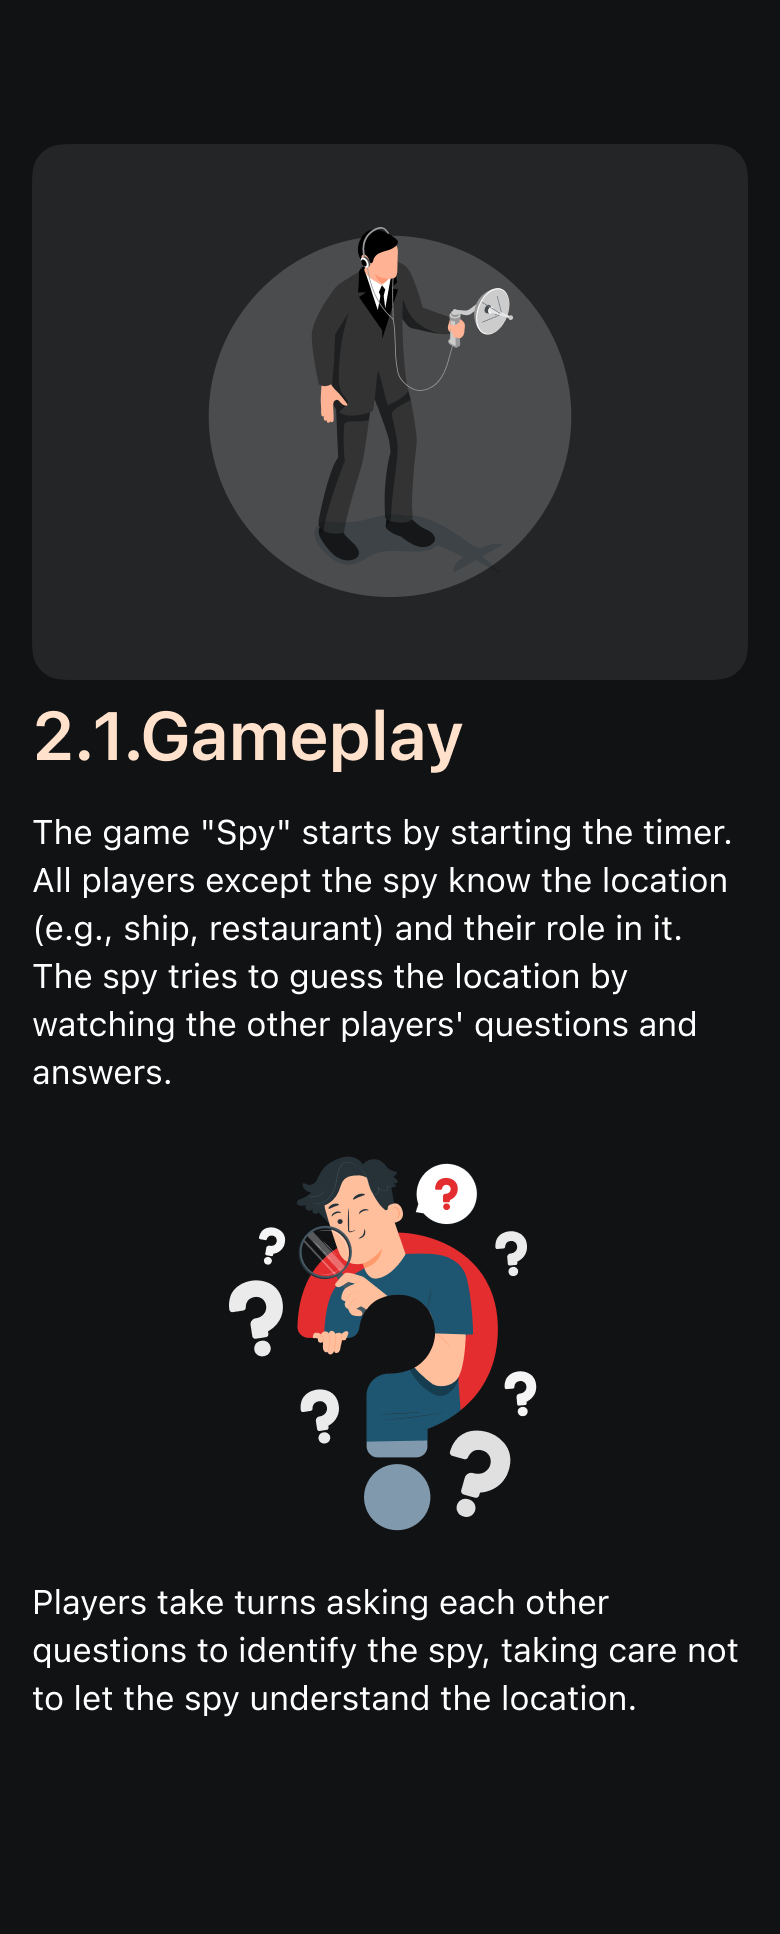 2.1.Gameplay
The game "Spy" starts by starting the timer.
All players except the spy know the location
(e.g., ship, restaurant) and their role in it.
The spy tries to guess the location by
watching the other players' questions and
answers.
?
?
?
?
?
?
?
Players take turns asking each other
questions to identify the spy, taking care not
to let the spy understand the location.